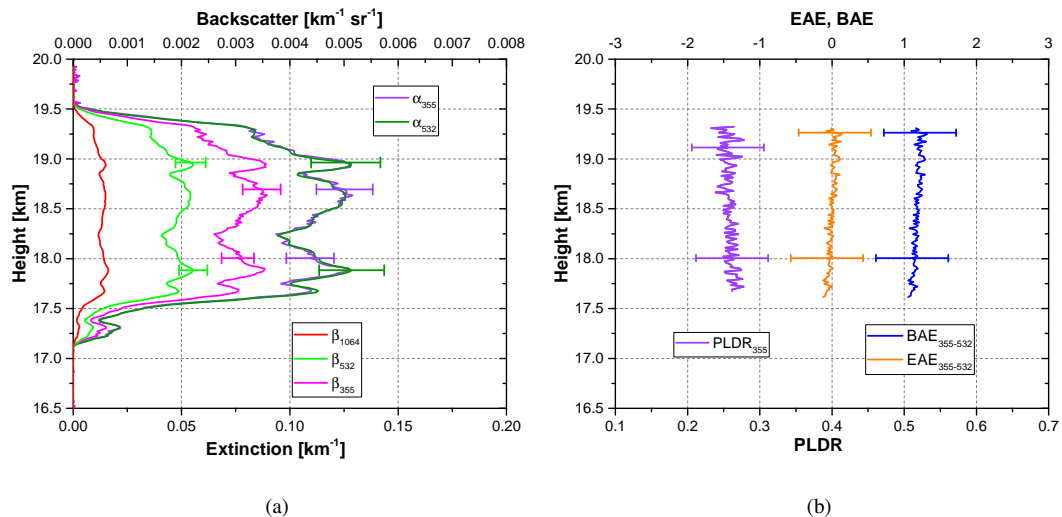 Backscatter [km⁻¹ sr⁻¹]
0.000 0.001 0.002 0.003 0.004 0.005 0.006 0.007 0.008
20.0
19.5
19.0
18.5
18.0
17.5
17.0
16.5
Height [km]
α355
α532
β1064
β532
β355
0.00 0.05 0.10 0.15 0.20
Extinction [km⁻¹]
(a)
EAE, BAE
-3 -2 -1 0 1 2 3
20.0
19.5
19.0
18.5
18.0
17.5
17.0
16.5
Height [km]
PLDR355
BAE355-532
EAE355-532
0.1 0.2 0.3 0.4 0.5 0.6 0.7
PLDR
(b)